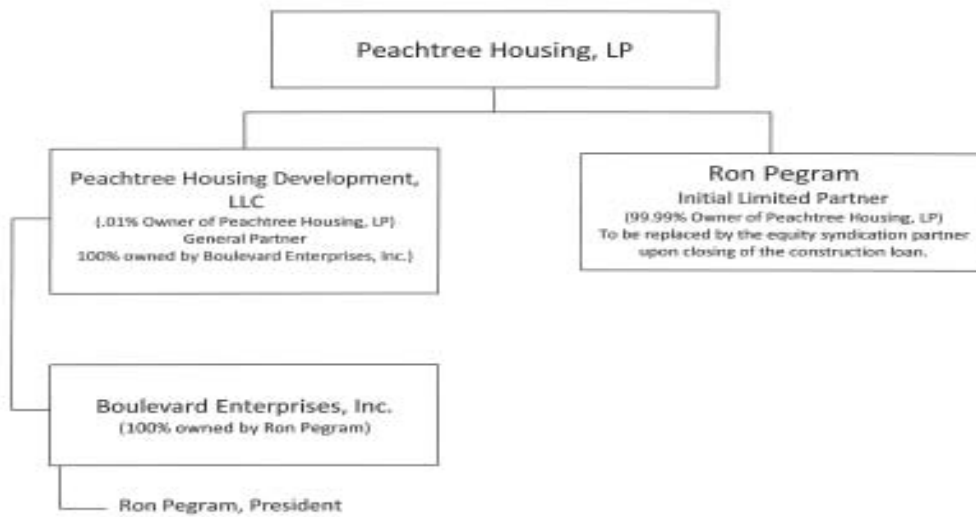 Peachtree Housing, LP
Peachtree Housing Development,
LLC
(.01% Owner of Peachtree Housing, LP)
General Partner
100% owned by Boulevard Enterprises, Inc.)
Ron Pegram
Initial Limited Partner
(99.99% Owner of Peachtree Housing, LP)
To be replaced by the equity syndication partner
upon closing of the construction loan.
Boulevard Enterprises, Inc.
(100% owned by Ron Pegram)
Ron Pegram, President